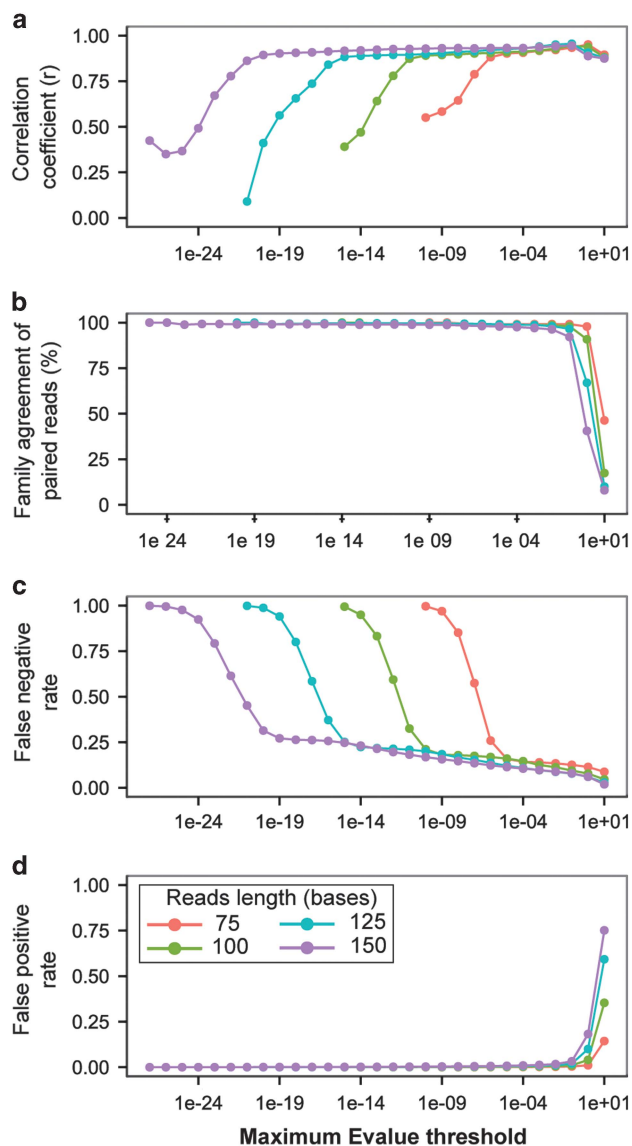 a
Correlation
coefficient (r)
1.00
0.75
0.50
0.25
0.00
1e-24 1e-19 1e-14 1e-09 1e-04 1e+01
b
Family agreement of
paired reads (%)
100
75
50
25
0
1e 24 1e 19 1e 14 1e 09 1e 04 1e+01
c
False negative
rate
1.00
0.75
0.50
0.25
0.00
1e-24 1e-19 1e-14 1e-09 1e-04 1e+01
d
False positive
rate
1.00
0.75
0.50
0.25
0.00
Reads length (bases)
75 125
100 150
1e-24 1e-19 1e-14 1e-09 1e-04 1e+01
Maximum Evalue threshold